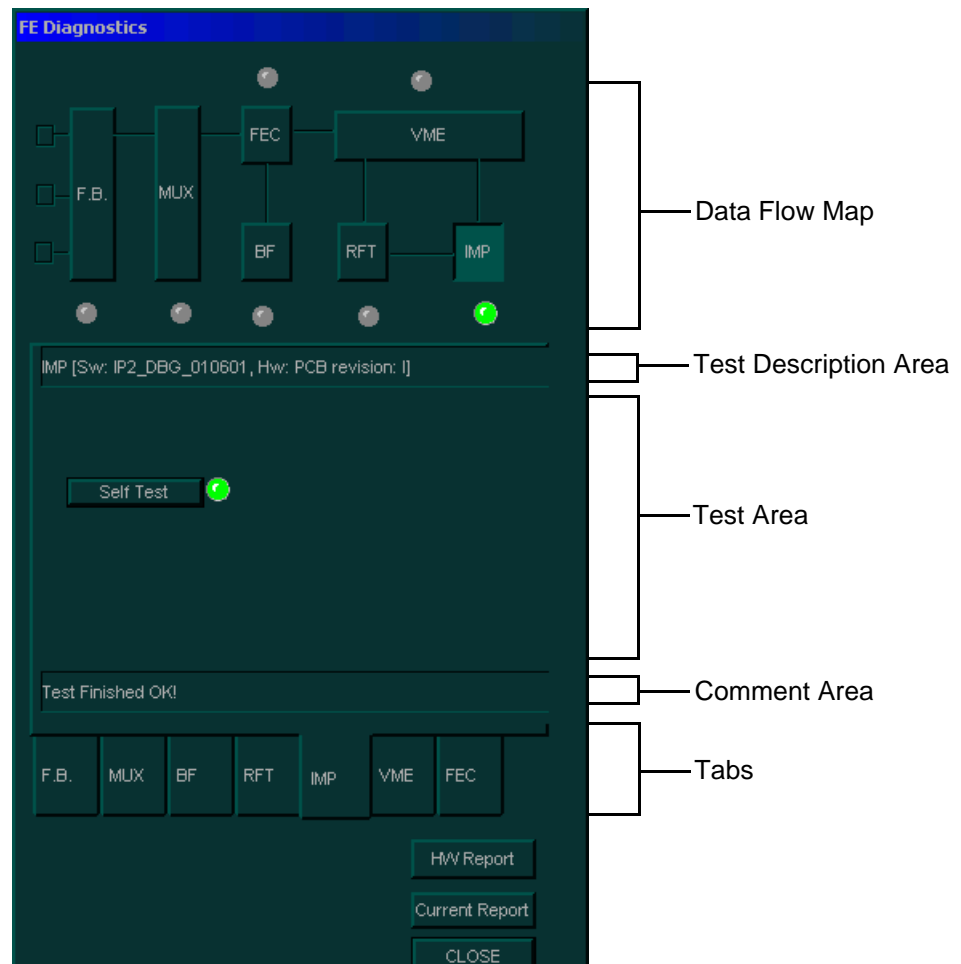 FE Diagnostics
FEC
VME
F.B.
MUX
BF
RFT
IMP
Data Flow Map
IMP [Sw: IP2_DBG_010601, Hw: PCB revision: I]
Test Description Area
Self Test
Test Area
Test Finished OK!
Comment Area
F.B.
MUX
BF
RFT
IMP
VME
FEC
Tabs
HW Report
Current Report
CLOSE